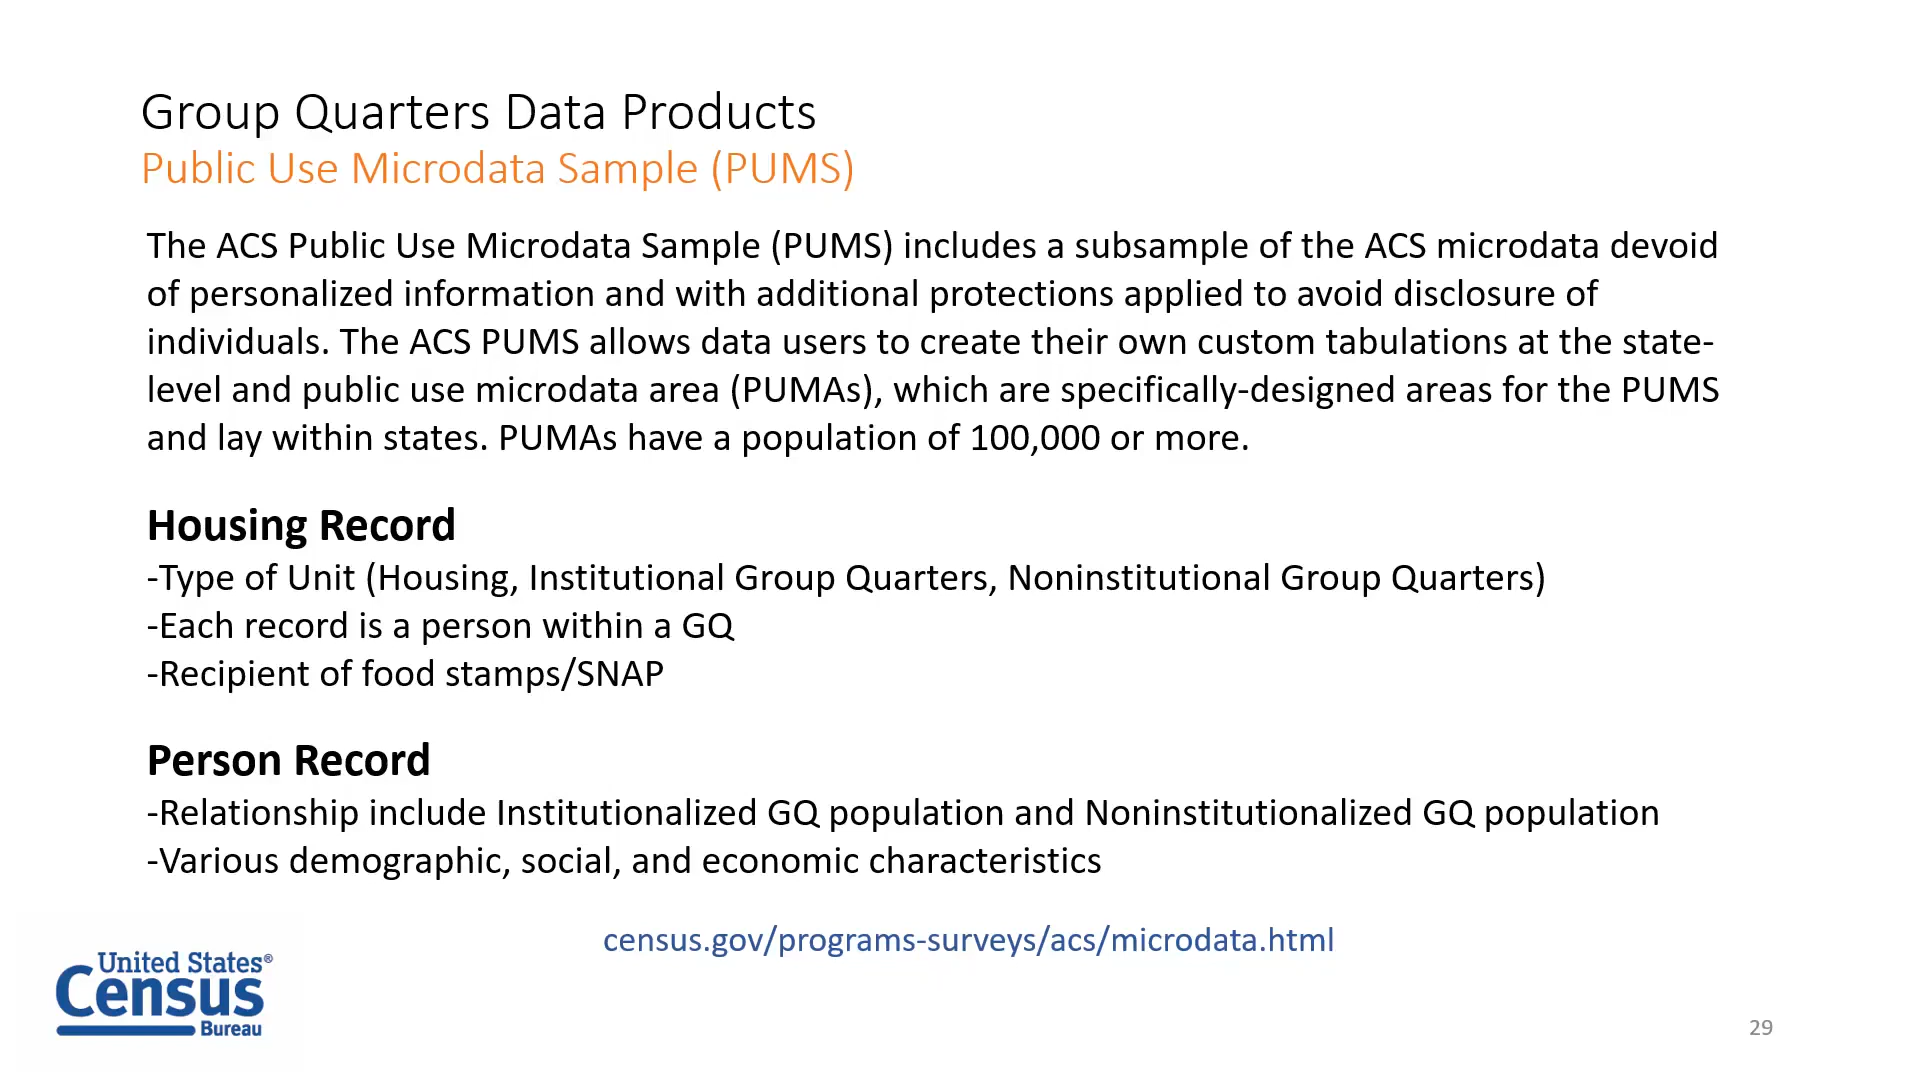 Group Quarters Data Products
Public Use Microdata Sample (PUMS)
The ACS Public Use Microdata Sample (PUMS) includes a subsample of the ACS microdata devoid
of personalized information and with additional protections applied to avoid disclosure of
individuals. The ACS PUMS allows data users to create their own custom tabulations at the state-
level and public use microdata area (PUMAs), which are specifically-designed areas for the PUMS
and lay within states. PUMAs have a population of 100,000 or more.
Housing Record
-Type of Unit (Housing, Institutional Group Quarters, Noninstitutional Group Quarters)
-Each record is a person within a GQ
-Recipient of food stamps/SNAP
Person Record
-Relationship include Institutionalized GQ population and Noninstitutionalized GQ population
-Various demographic, social, and economic characteristics
census.gov/programs-surveys/acs/microdata.html
United States®
Census
Bureau
29